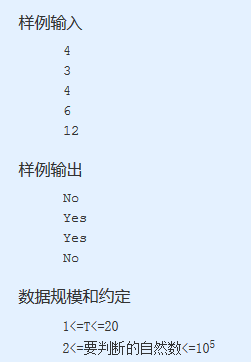 样例输入
4
3
4
6
12
样例输出
No
Yes
Yes
No
数据规模和约定
1<=T<=20
2<=要判断的自然数<=10⁵